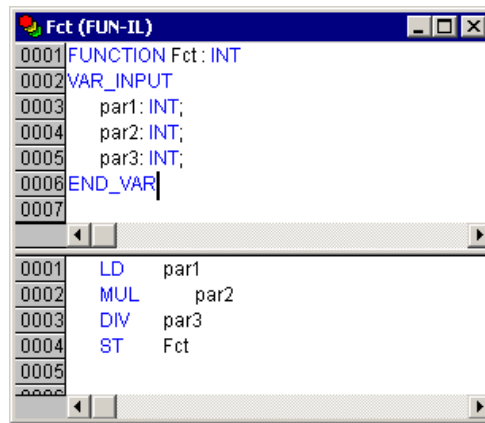 Fct (FUN-IL)
0001 FUNCTION Fct : INT
0002 VAR_INPUT
0003 par1: INT;
0004 par2: INT;
0005 par3: INT;
0006 END_VAR
0007
0001 LD par1
0002 MUL par2
0003 DIV par3
0004 ST Fct
0005